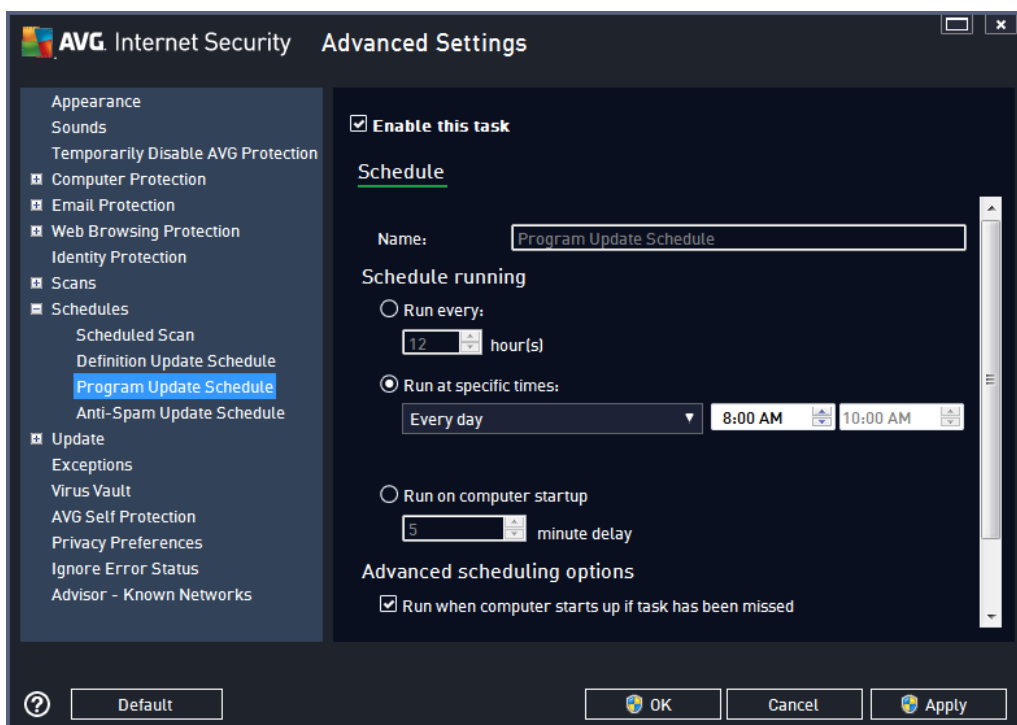 AVG. Internet Security Advanced Settings
Appearance
Sounds
Temporarily Disable AVG Protection
Computer Protection
Email Protection
Web Browsing Protection
Identity Protection
Scans
Schedules
Scheduled Scan
Definition Update Schedule
Program Update Schedule
Anti-Spam Update Schedule
Update
Exceptions
Virus Vault
AVG Self Protection
Privacy Preferences
Ignore Error Status
Advisor - Known Networks
Enable this task
Schedule
Name: Program Update Schedule
Schedule running
Run every:
12 hour(s)
Run at specific times:
Every day 8:00 AM 10:00 AM
Run on computer startup
5 minute delay
Advanced scheduling options
Run when computer starts up if task has been missed
? Default OK Cancel Apply